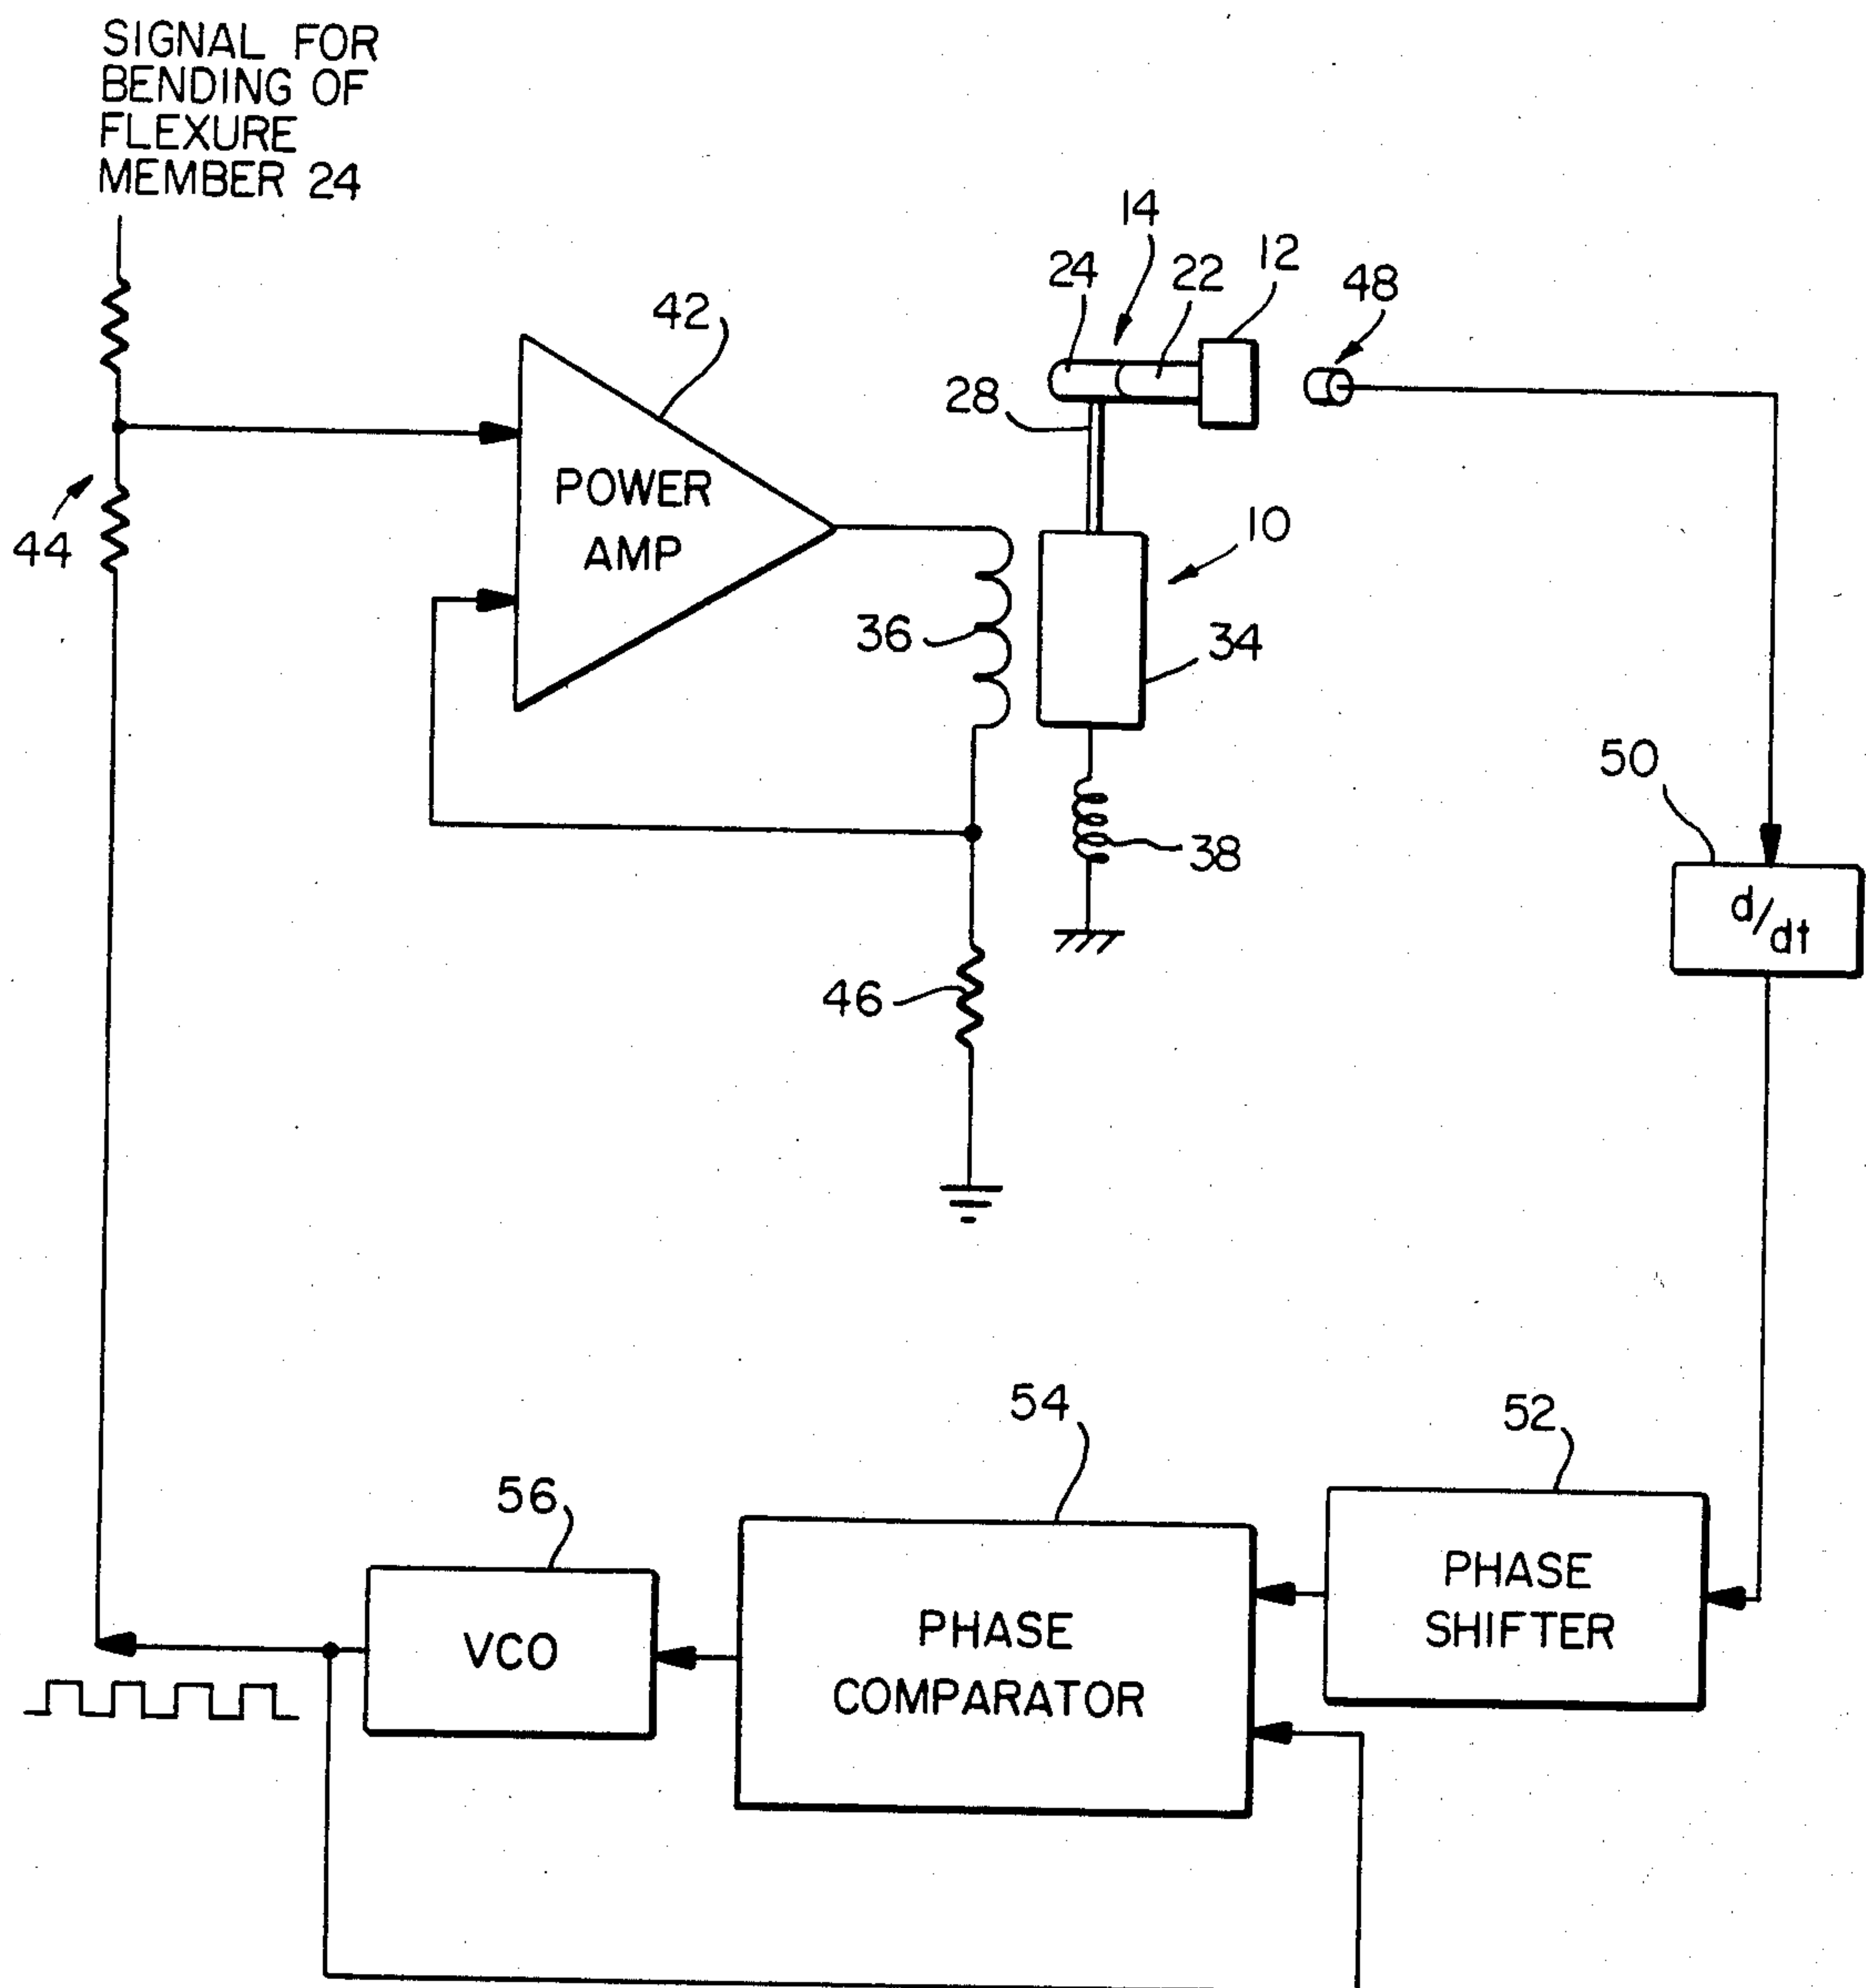 SIGNAL FOR
BENDING OF
FLEXURE
MEMBER 24
14
24
22
12
48
42
28
44
POWER
AMP
10
36
34
50
38
d/dt
46
54
52
56
PHASE
SHIFTER
PHASE
COMPARATOR
VCO